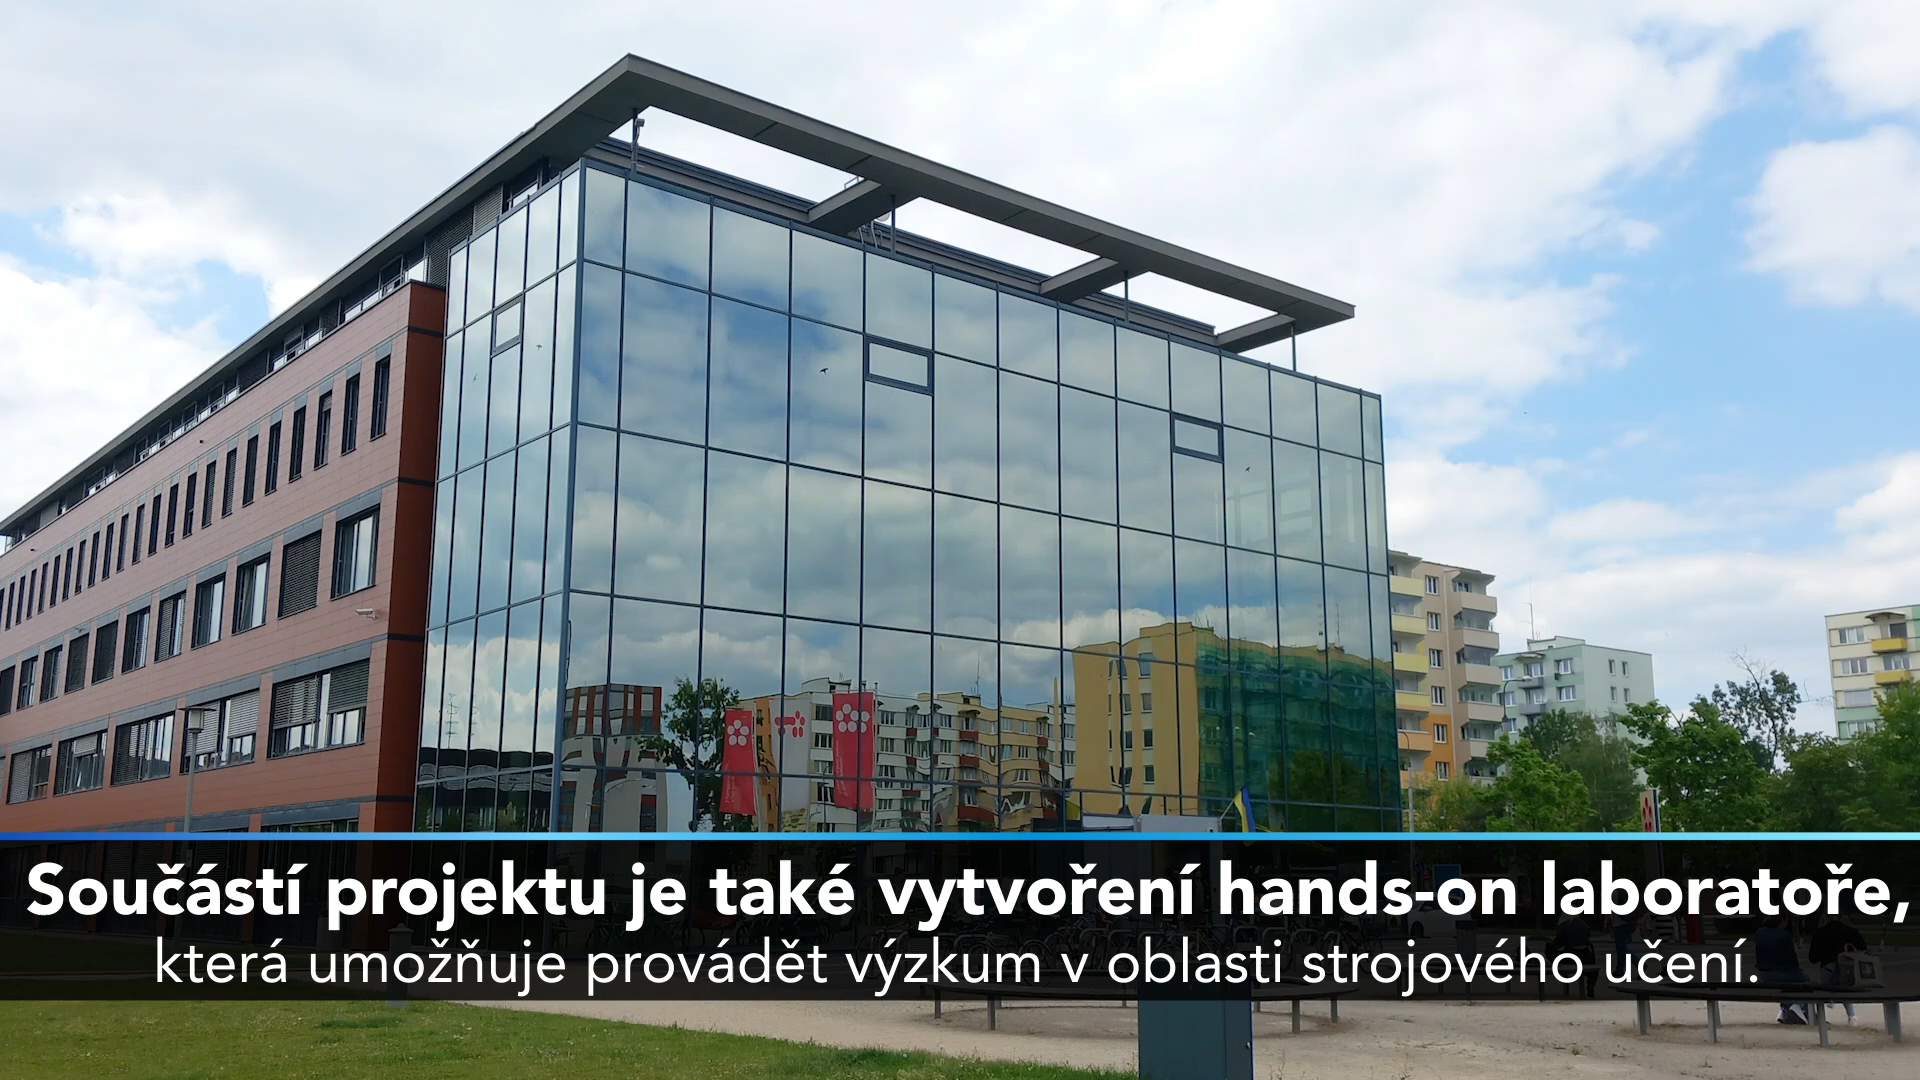 Součástí projektu je také vytvoření hands-on laboratoře,
která umožňuje provádět výzkum v oblasti strojového učení.